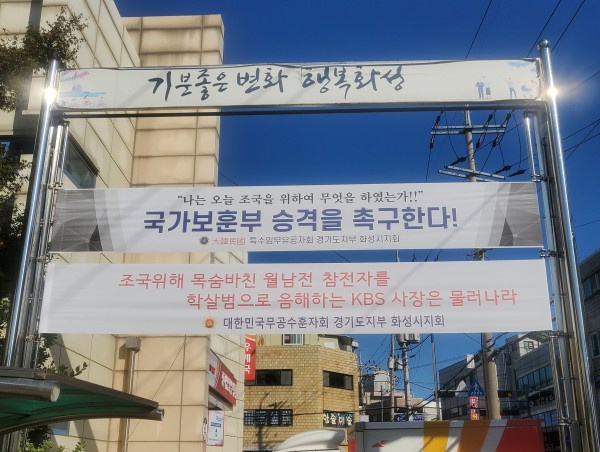 기분좋은 변화 행복화성
"나는 오늘 조국을 위하여 무엇을 하였는가!!"
국가보훈부 승격을 촉구한다!
大韓民國 특수임무유공자회 경기도지부 화성시지회
조국위해 목숨바친 월남전 참전자를
학살범으로 음해하는 KBS 사장은 물러나라
대한민국무공수훈자회 경기도지부 화성시지회